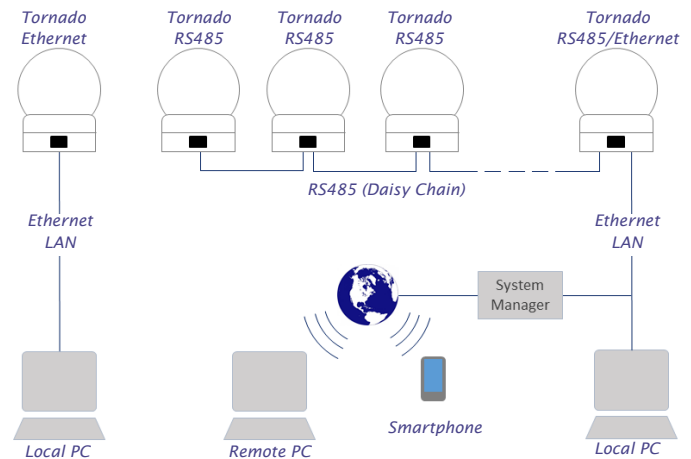 Tornado
Ethernet
Tornado
RS485
Tornado
RS485
Tornado
RS485
Tornado
RS485/Ethernet
RS485 (Daisy Chain)
Ethernet
LAN
Ethernet
LAN
System
Manager
Smartphone
Local PC
Remote PC
Local PC